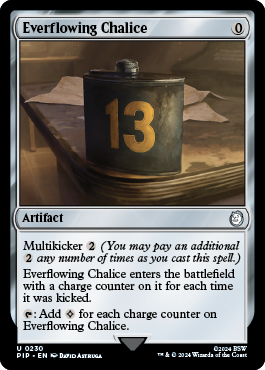 Everflowing Chalice 0
13
Artifact
Multikicker 2 (You may pay an additional
2 any number of times as you cast this spell.)
Everflowing Chalice enters the battlefield
with a charge counter on it for each time
it was kicked.
: Add for each charge counter on
Everflowing Chalice.
U 0230
PIP • EN DAVID ASTRUGA
©2024 BSW
™ & © 2024 Wizards of the Coast